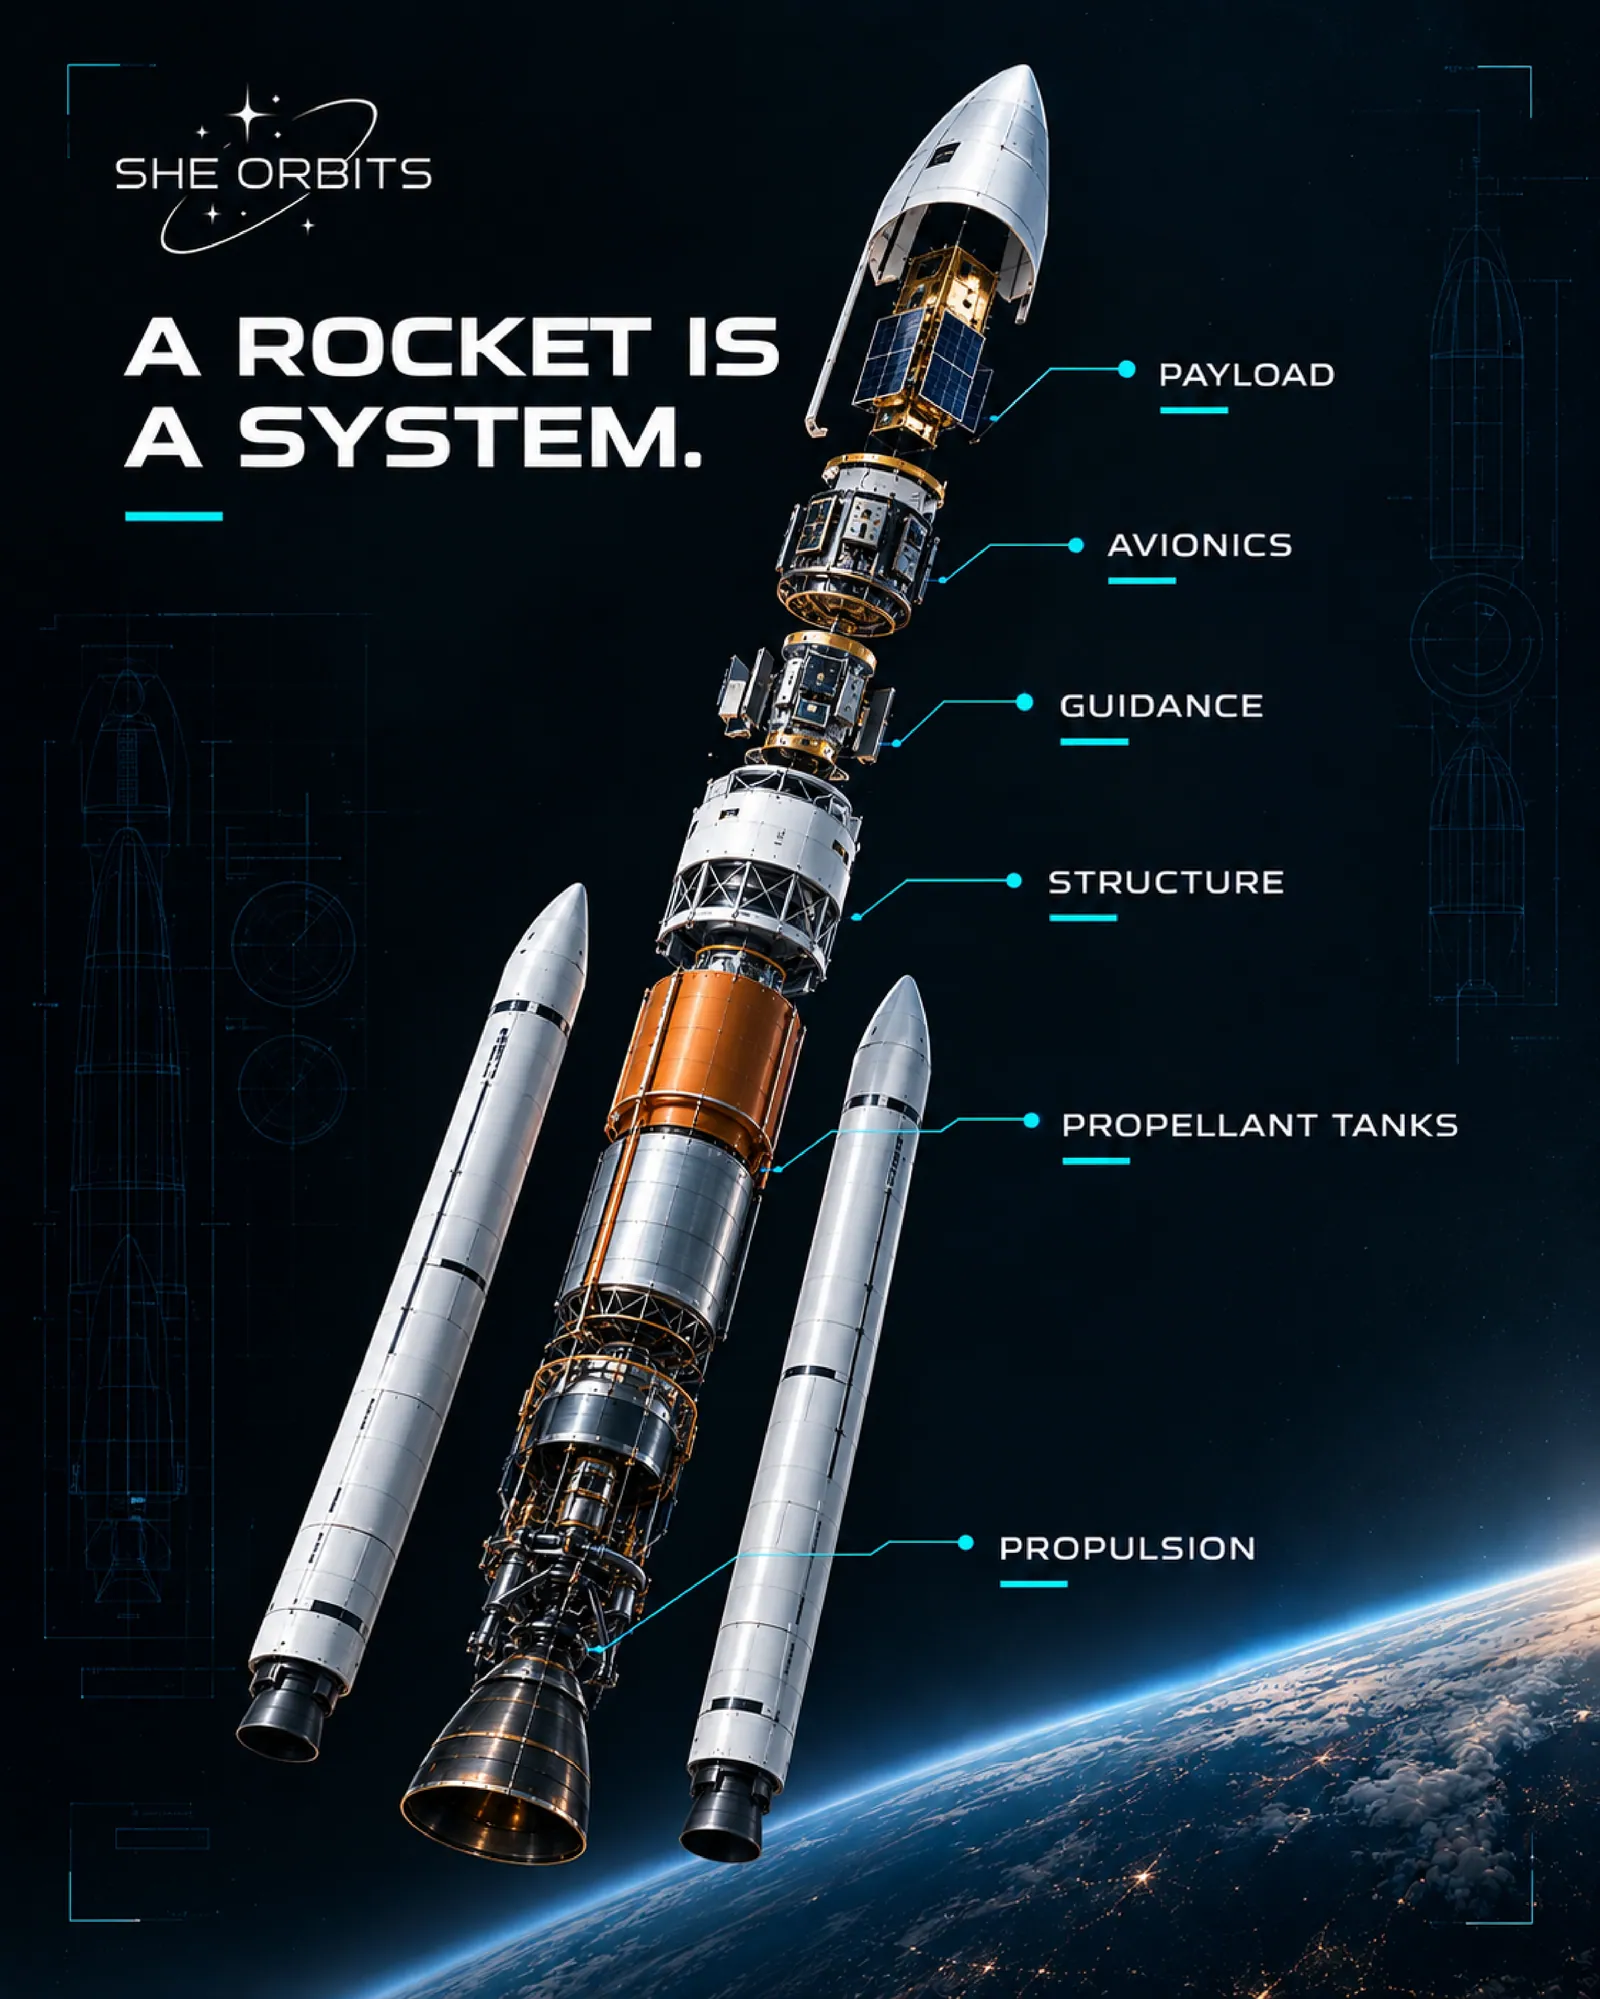 SHE ORBITS
A ROCKET IS
A SYSTEM.
PAYLOAD
AVIONICS
GUIDANCE
STRUCTURE
PROPELLANT TANKS
PROPULSION